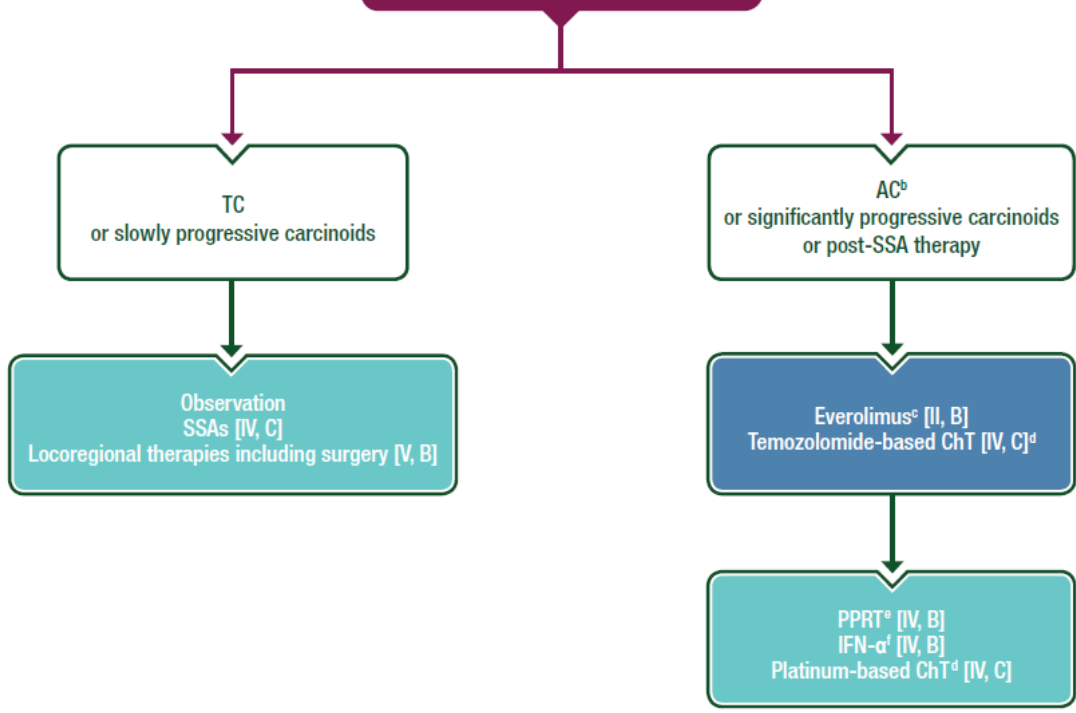 TC
or slowly progressive carcinoids
ACᵇ
or significantly progressive carcinoids
or post-SSA therapy
Observation
SSAs [IV, C]
Locoregional therapies including surgery [V, B]
Everolimusᶜ [II, B]
Temozolomide-based ChT [IV, C]ᵈ
PPRTᵉ [IV, B]
IFN-αᶠ [IV, B]
Platinum-based ChTᵈ [IV, C]